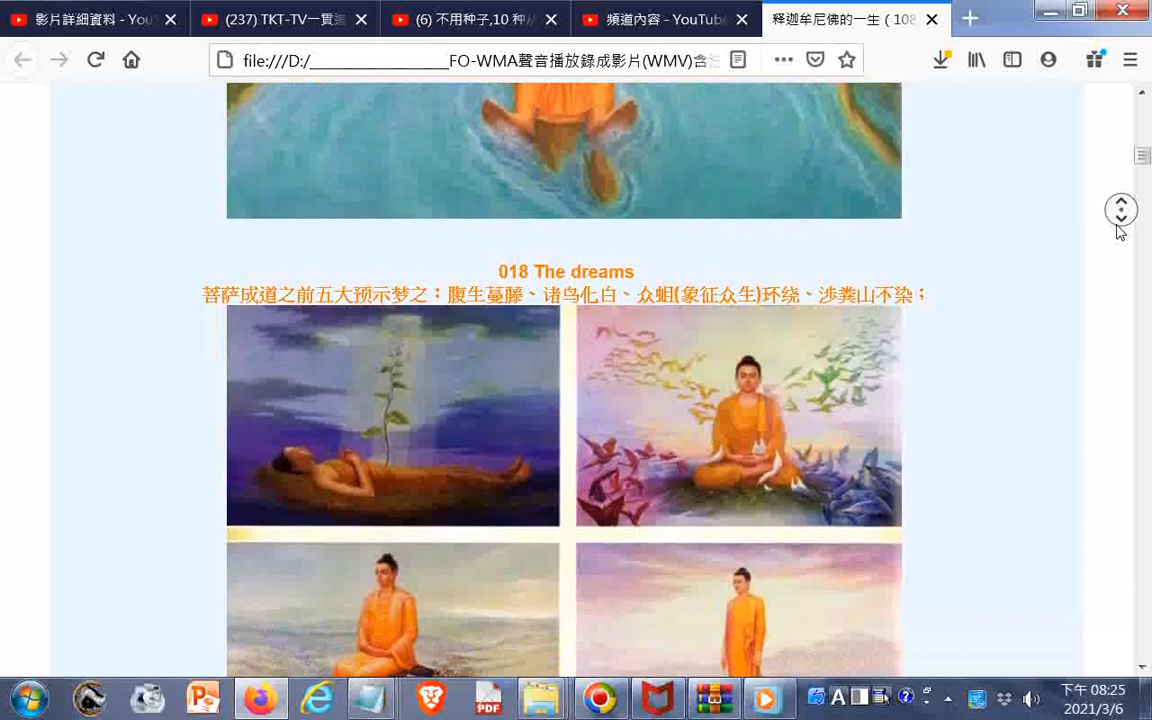 影片詳細資料 - You
(237) TKT-TV一貫道
(6) 不用种子,10 种
頻道內容 - YouTube
释迦牟尼佛的一生（108
file:///D:/________________FO-WMA聲音播放錄成影片(WMV)含注
018 The dreams
菩萨成道之前五大预示梦之：腹生蔓藤、诸鸟化白、众蛆(象征众生)环绕、涉粪山不染；
PDF
A
下午 08:25
2021/3/6